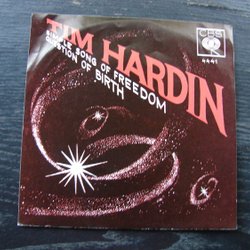 TIM HARDIN
SIMPLE SONG OF FREEDOM
QUESTION OF BIRTH
CBS
4441